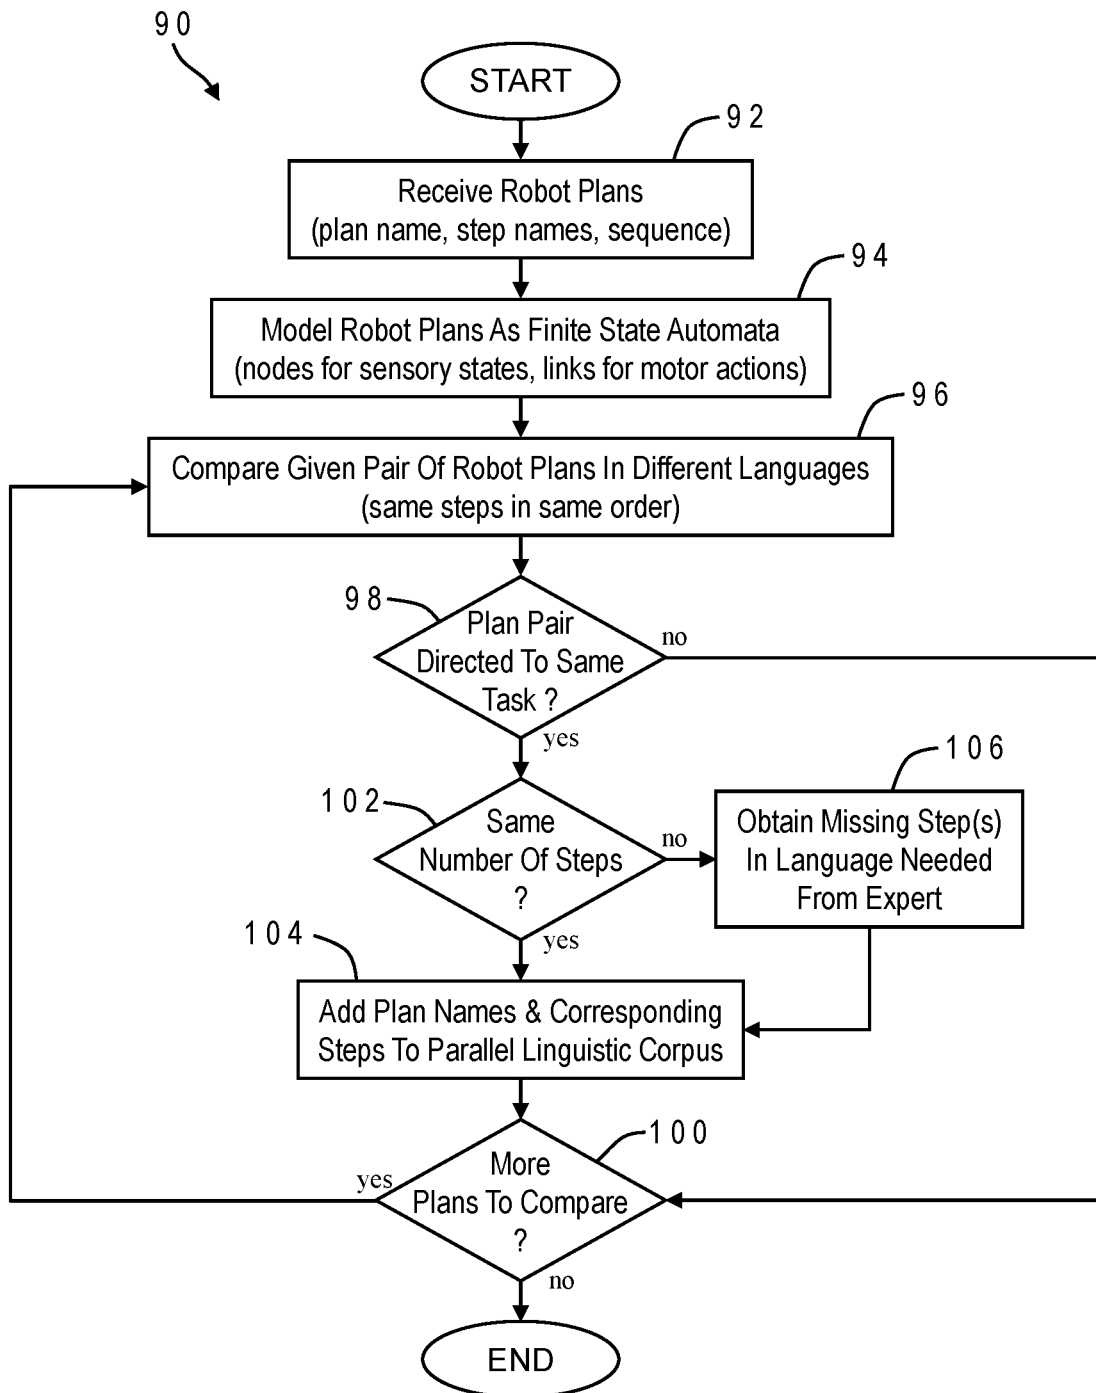 90
START
92
Receive Robot Plans
(plan name, step names, sequence)
94
Model Robot Plans As Finite State Automata
(nodes for sensory states, links for motor actions)
96
Compare Given Pair Of Robot Plans In Different Languages
(same steps in same order)
98
Plan Pair
Directed To Same
Task ?
no
yes
102
Same
Number Of Steps
?
no
yes
106
Obtain Missing Step(s)
In Language Needed
From Expert
104
Add Plan Names & Corresponding
Steps To Parallel Linguistic Corpus
100
More
Plans To Compare
?
yes
no
END